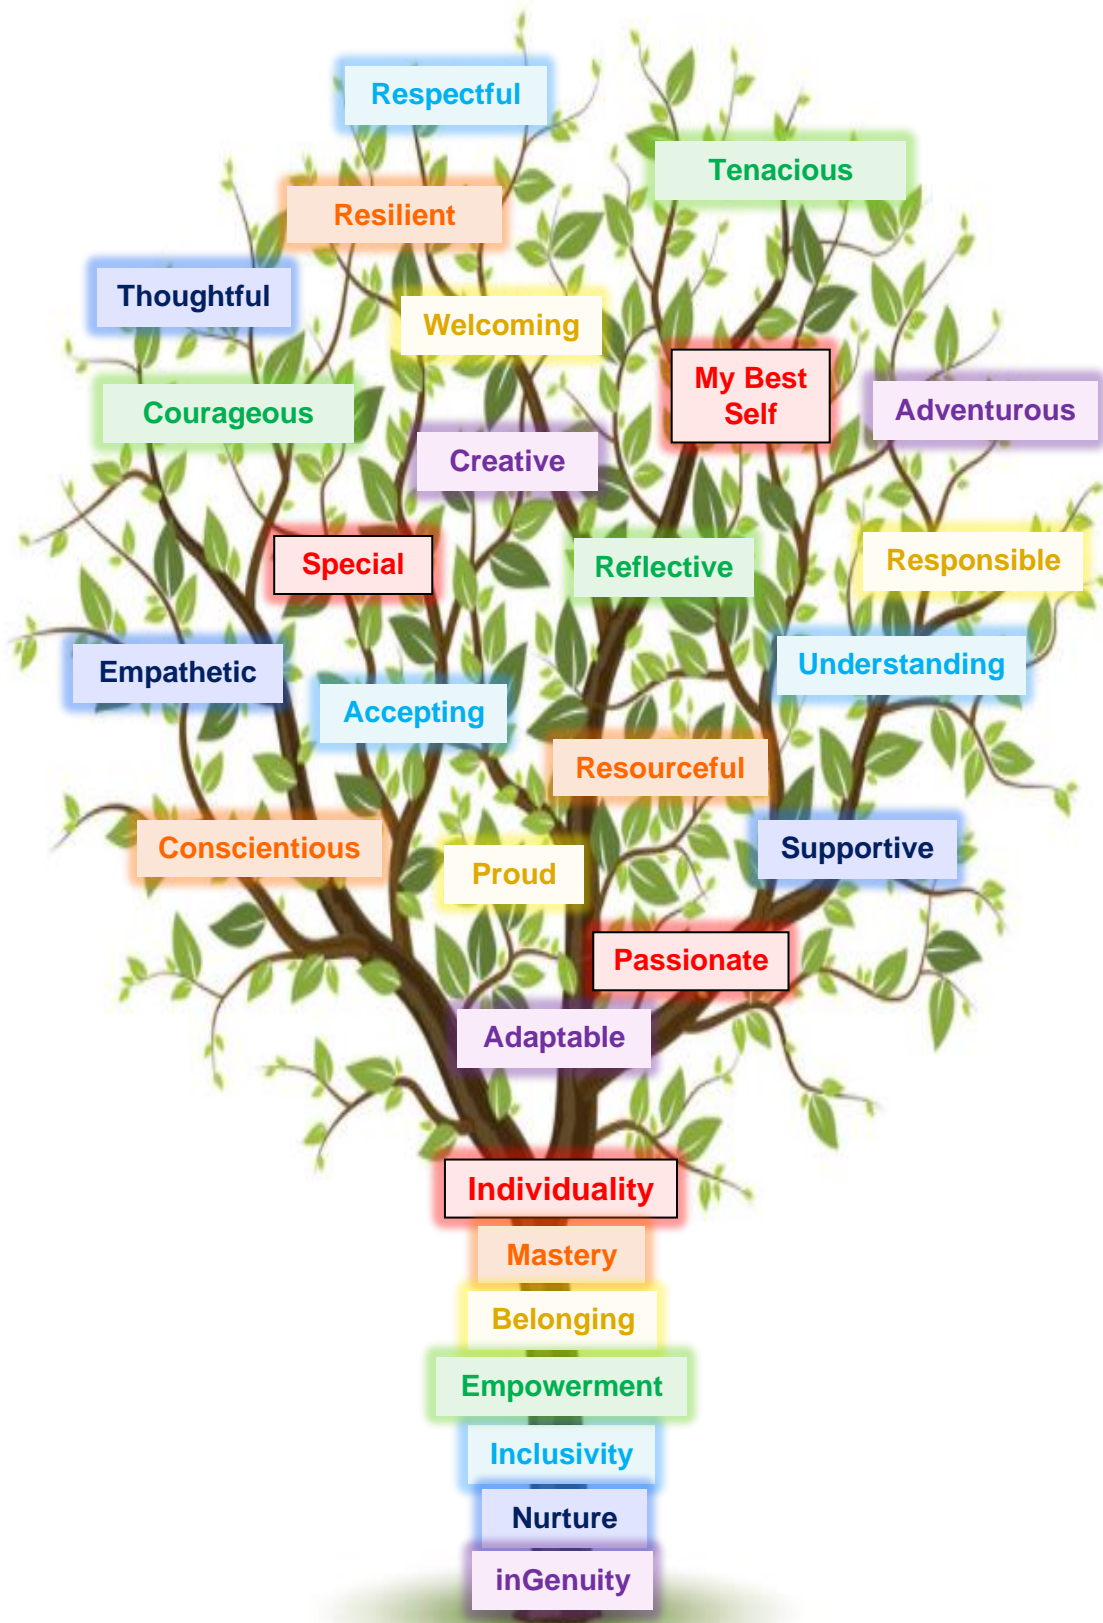 Respectful
Tenacious
Resilient
Thoughtful
Welcoming
My Best
Self
Adventurous
Courageous
Creative
Special
Reflective
Responsible
Empathetic
Understanding
Accepting
Resourceful
Conscientious
Supportive
Proud
Passionate
Adaptable
Individuality
Mastery
Belonging
Empowerment
Inclusivity
Nurture
inGenuity